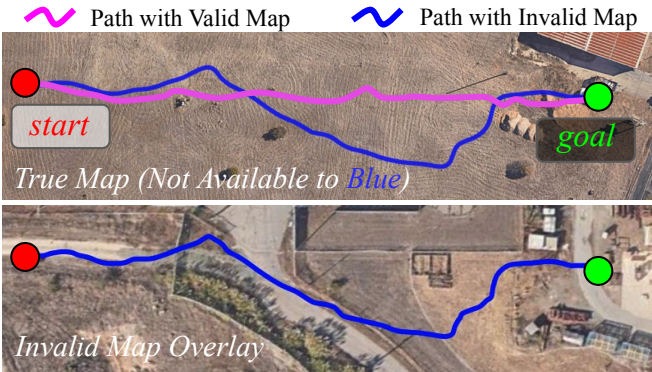 Path with Valid Map
Path with Invalid Map
start
goal
True Map (Not Available to Blue)
Invalid Map Overlay